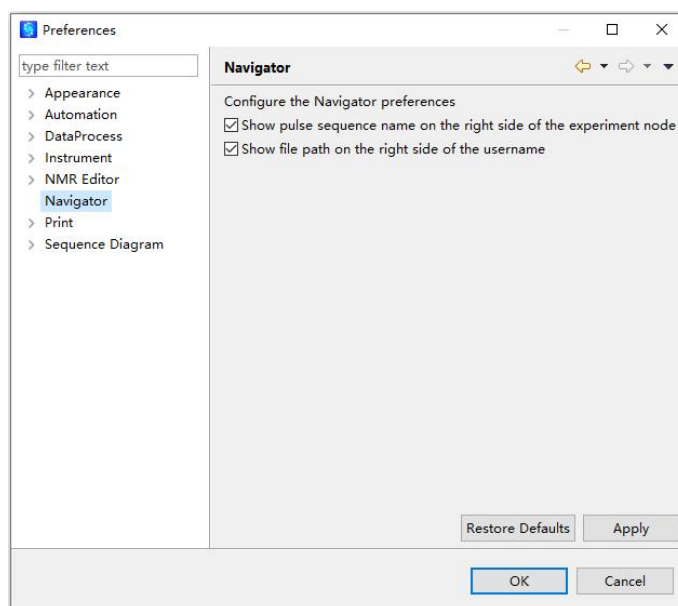 Preferences
type filter text
Appearance
Automation
DataProcess
Instrument
NMR Editor
Navigator
Print
Sequence Diagram
Navigator
Configure the Navigator preferences
Show pulse sequence name on the right side of the experiment node
Show file path on the right side of the username
Restore Defaults
Apply
OK
Cancel